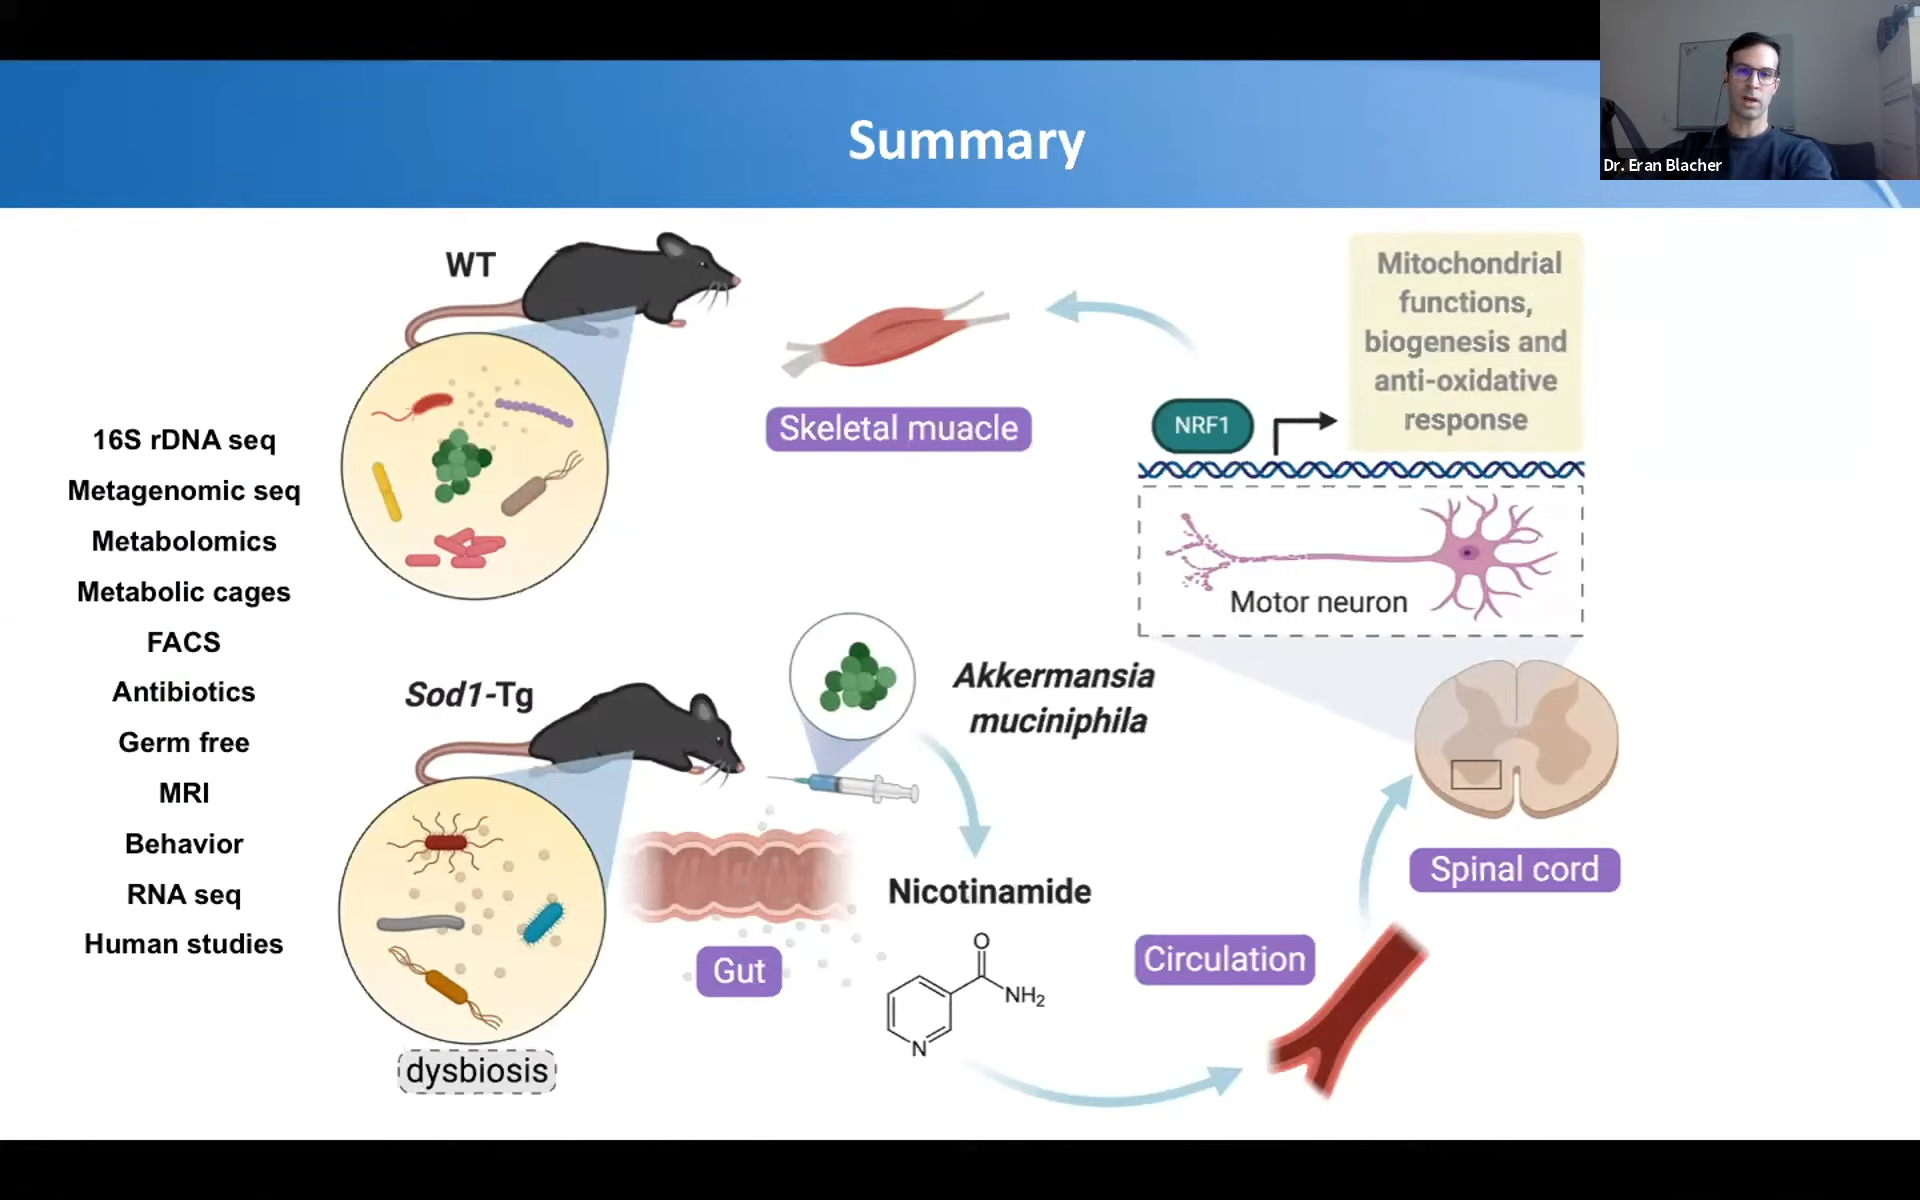 Summary
Dr. Eran Blacher
WT
16S rDNA seq
Metagenomic seq
Metabolomics
Metabolic cages
FACS
Antibiotics
Germ free
MRI
Behavior
RNA seq
Human studies
Skeletal muacle
NRF1
Mitochondrial
functions,
biogenesis and
anti-oxidative
response
Motor neuron
Sod1-Tg
Akkermansia
muciniphila
Gut
Nicotinamide
O
NH2
N
Circulation
Spinal cord
dysbiosis